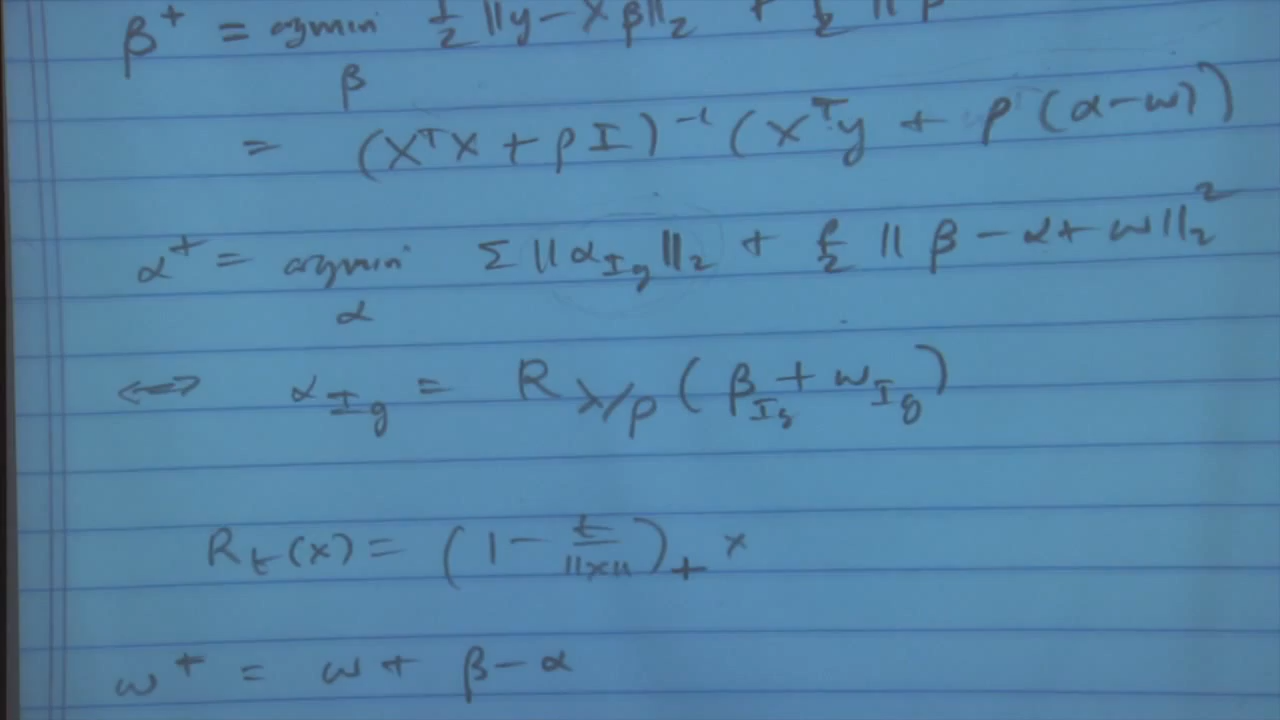 β⁺ = argmin ½ ‖y − Xβ‖₂ + ρ/2 ‖β
β
= (XᵀX + ρI)⁻¹ (Xᵀy + ρ(α − w))
α⁺ = argmin Σ ‖α_{I_g}‖₂ + ρ/2 ‖β − α + w‖₂²
α
⟺ α_{I_g} = R_{λ/ρ} (β_{I_g} + w_{I_g})
R_t(x) = (1 − t/‖x‖)₊ x
w⁺ = w + β − α